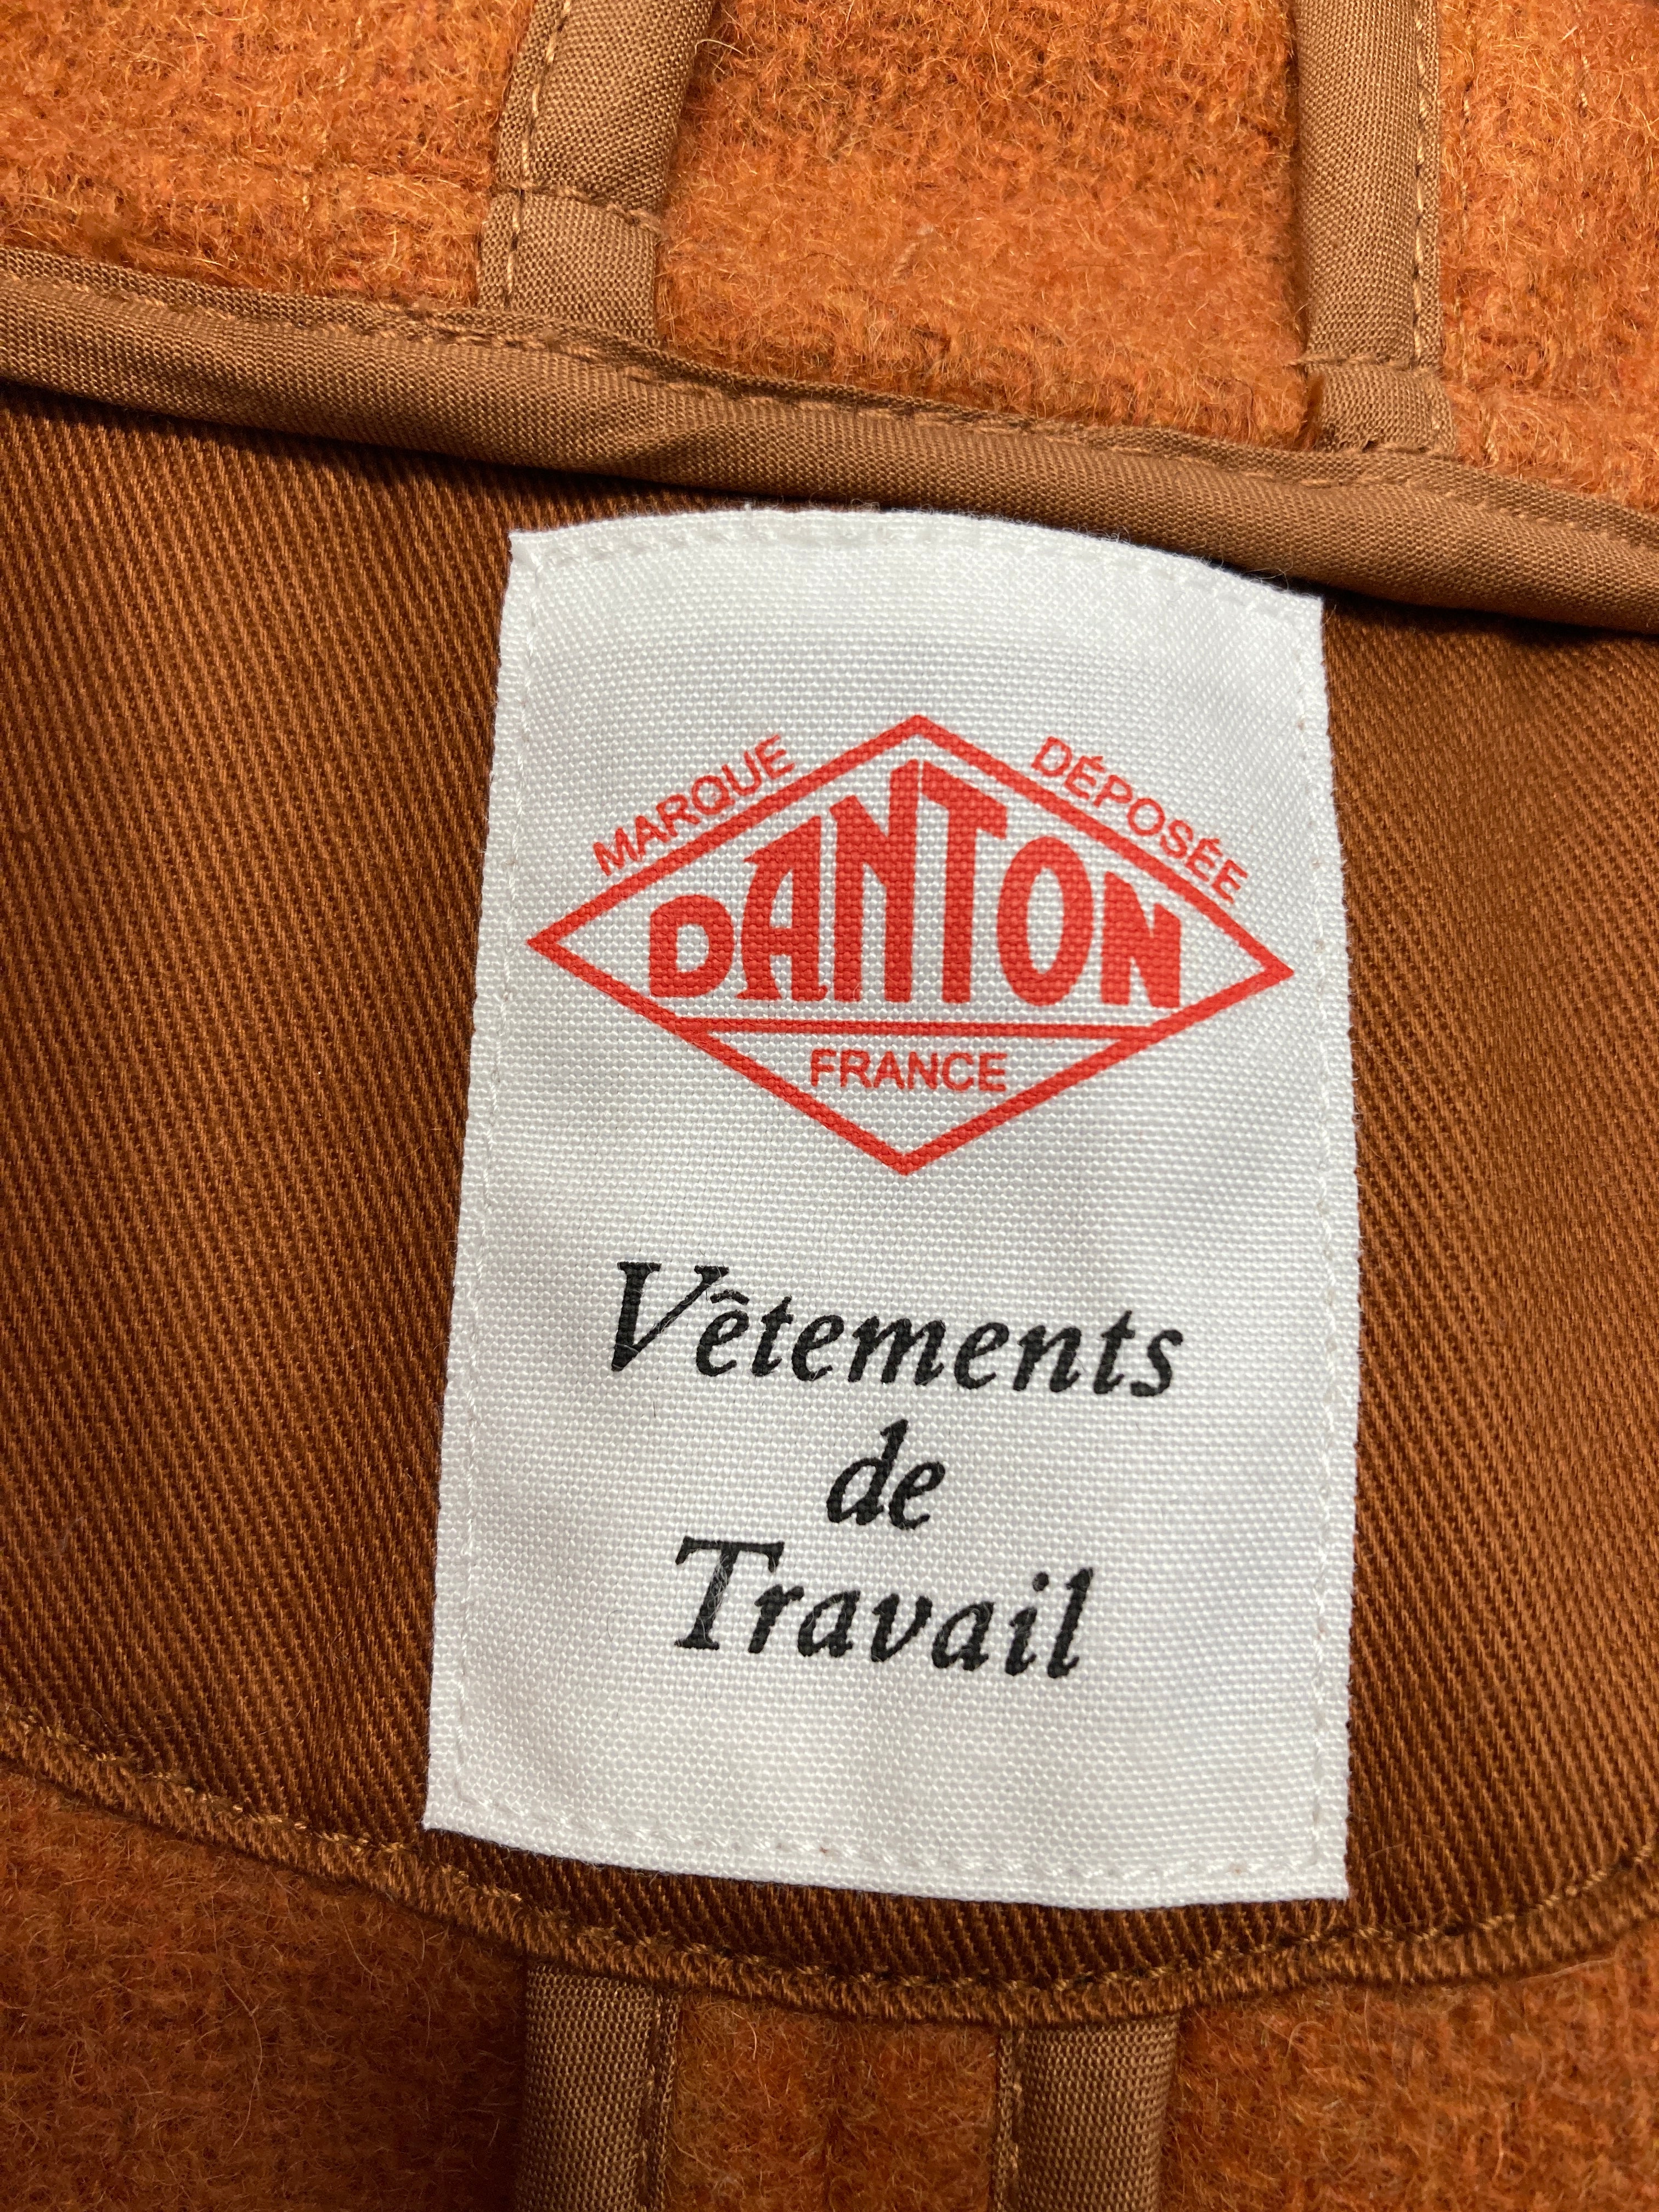 MARQUE DÉPOSÉE
DANTON
FRANCE
Vêtements
de
Travail